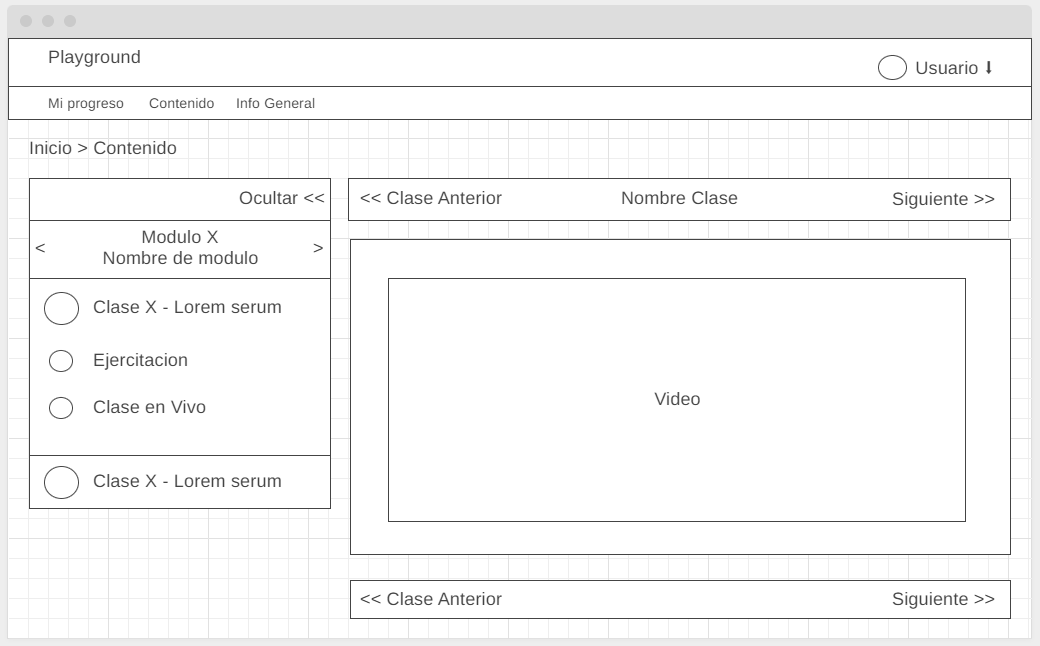 Playground
Usuario
Mi progreso
Contenido
Info General
Inicio > Contenido
Ocultar <<
< Modulo X >
Nombre de modulo
Clase X - Lorem serum
Ejercitacion
Clase en Vivo
Clase X - Lorem serum
<< Clase Anterior
Nombre Clase
Siguiente >>
Video
<< Clase Anterior
Siguiente >>